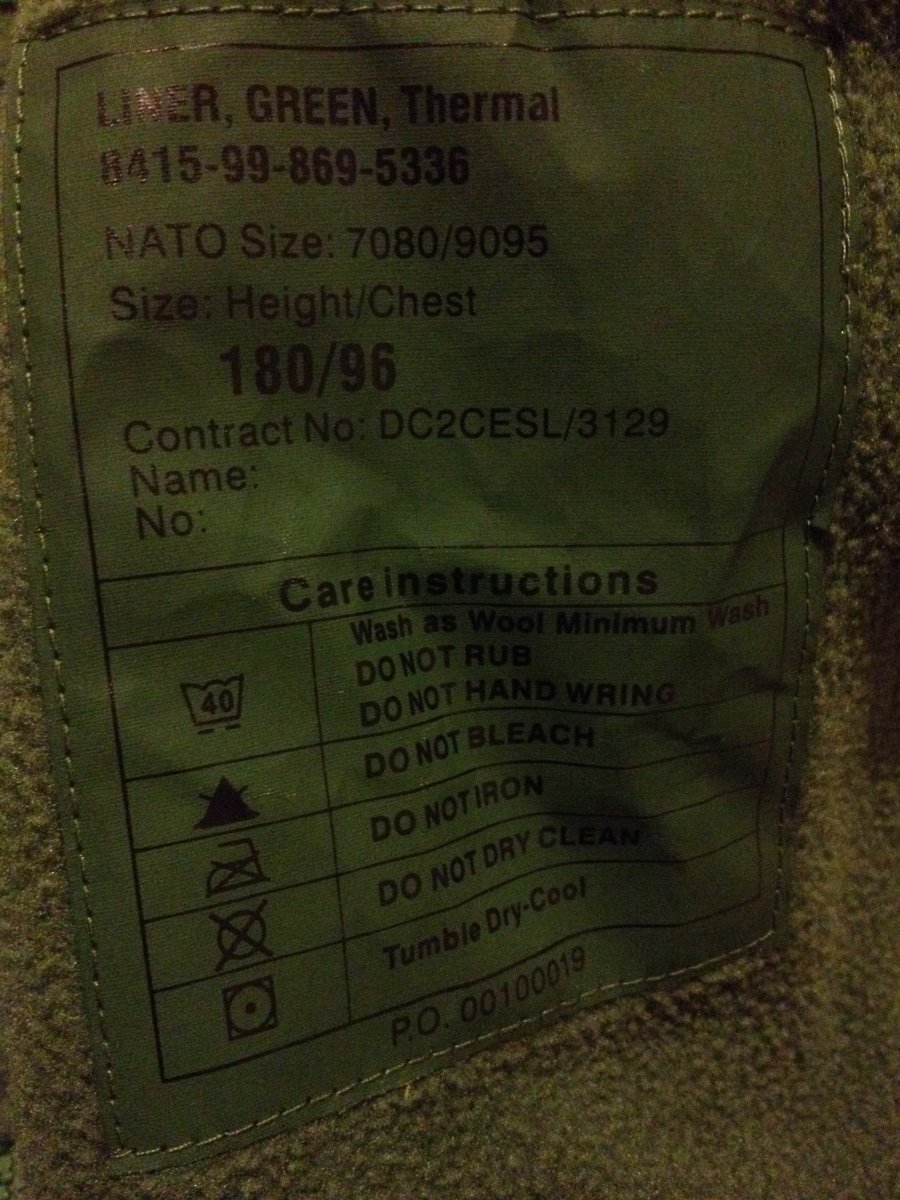 LINER, GREEN, Thermal
8415-99-869-5336
NATO Size: 7080/9095
Size: Height/Chest
180/96
Contract No: DC2CESL/3129
Name:
No:
Care instructions
Wash as Wool Minimum Wash
DO NOT RUB
DO NOT HAND WRING
40
DO NOT BLEACH
DO NOT IRON
DO NOT DRY CLEAN
Tumble Dry-Cool
P.O. 00100019